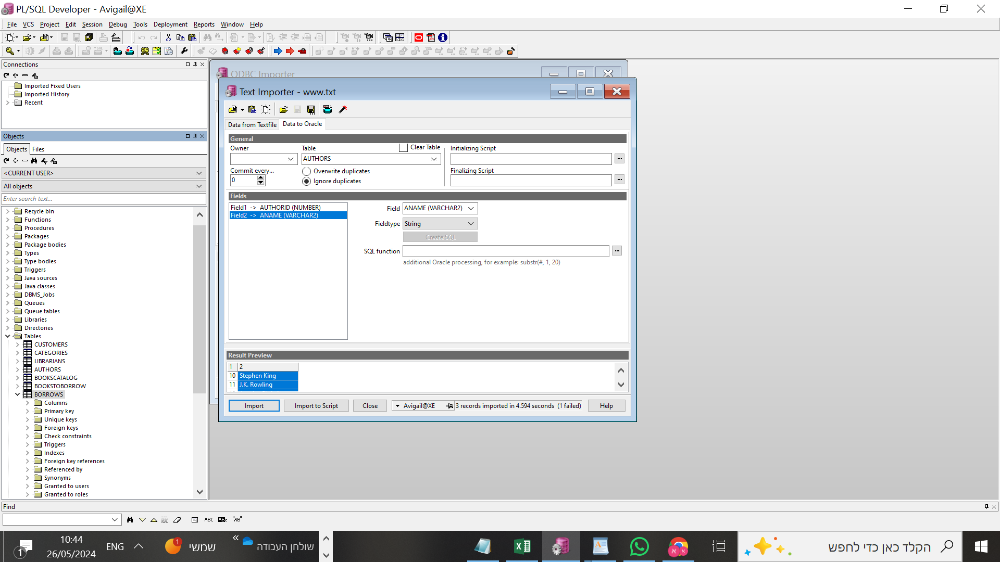 PL/SQL Developer - Avigail@XE
File VCS Project Edit Session Debug Tools Deployment Reports Window Help
Connections
Imported Fixed Users
Imported History
Recent
Objects
Objects Files
<CURRENT USER>
All objects
Enter search text...
Recycle bin
Functions
Procedures
Packages
Package bodies
Types
Type bodies
Triggers
Java sources
Java classes
DBMS_Jobs
Queues
Queue tables
Libraries
Directories
Tables
CUSTOMERS
CATEGORIES
LIBRARIANS
AUTHORS
BOOKSCATALOG
BOOKSTOBORROW
BORROWS
Columns
Primary key
Unique keys
Foreign keys
Check constraints
Triggers
Indexes
Foreign key references
Referenced by
Synonyms
Granted to users
Granted to roles
ODBC Importer
Text Importer - www.txt
Data from Textfile Data to Oracle
General
Owner Table Clear Table Initializing Script
AUTHORS
Commit every... Overwrite duplicates Finalizing Script
0 Ignore duplicates
Fields
Field1 -> AUTHORID (NUMBER)
Field2 -> ANAME (VARCHAR2)
Field ANAME (VARCHAR2)
Fieldtype String
Create SQL
SQL function
additional Oracle processing, for example: substr(#, 1, 20)
Result Preview
1 2
10 Stephen King
11 J.K. Rowling
Import Import to Script Close Avigail@XE 3 records imported in 4.594 seconds (1 failed) Help
Find
ABC "AB"
10:44
26/05/2024
1
ENG
1
שמשי
שולחן העבודה
הקלד כאן כדי לחפש